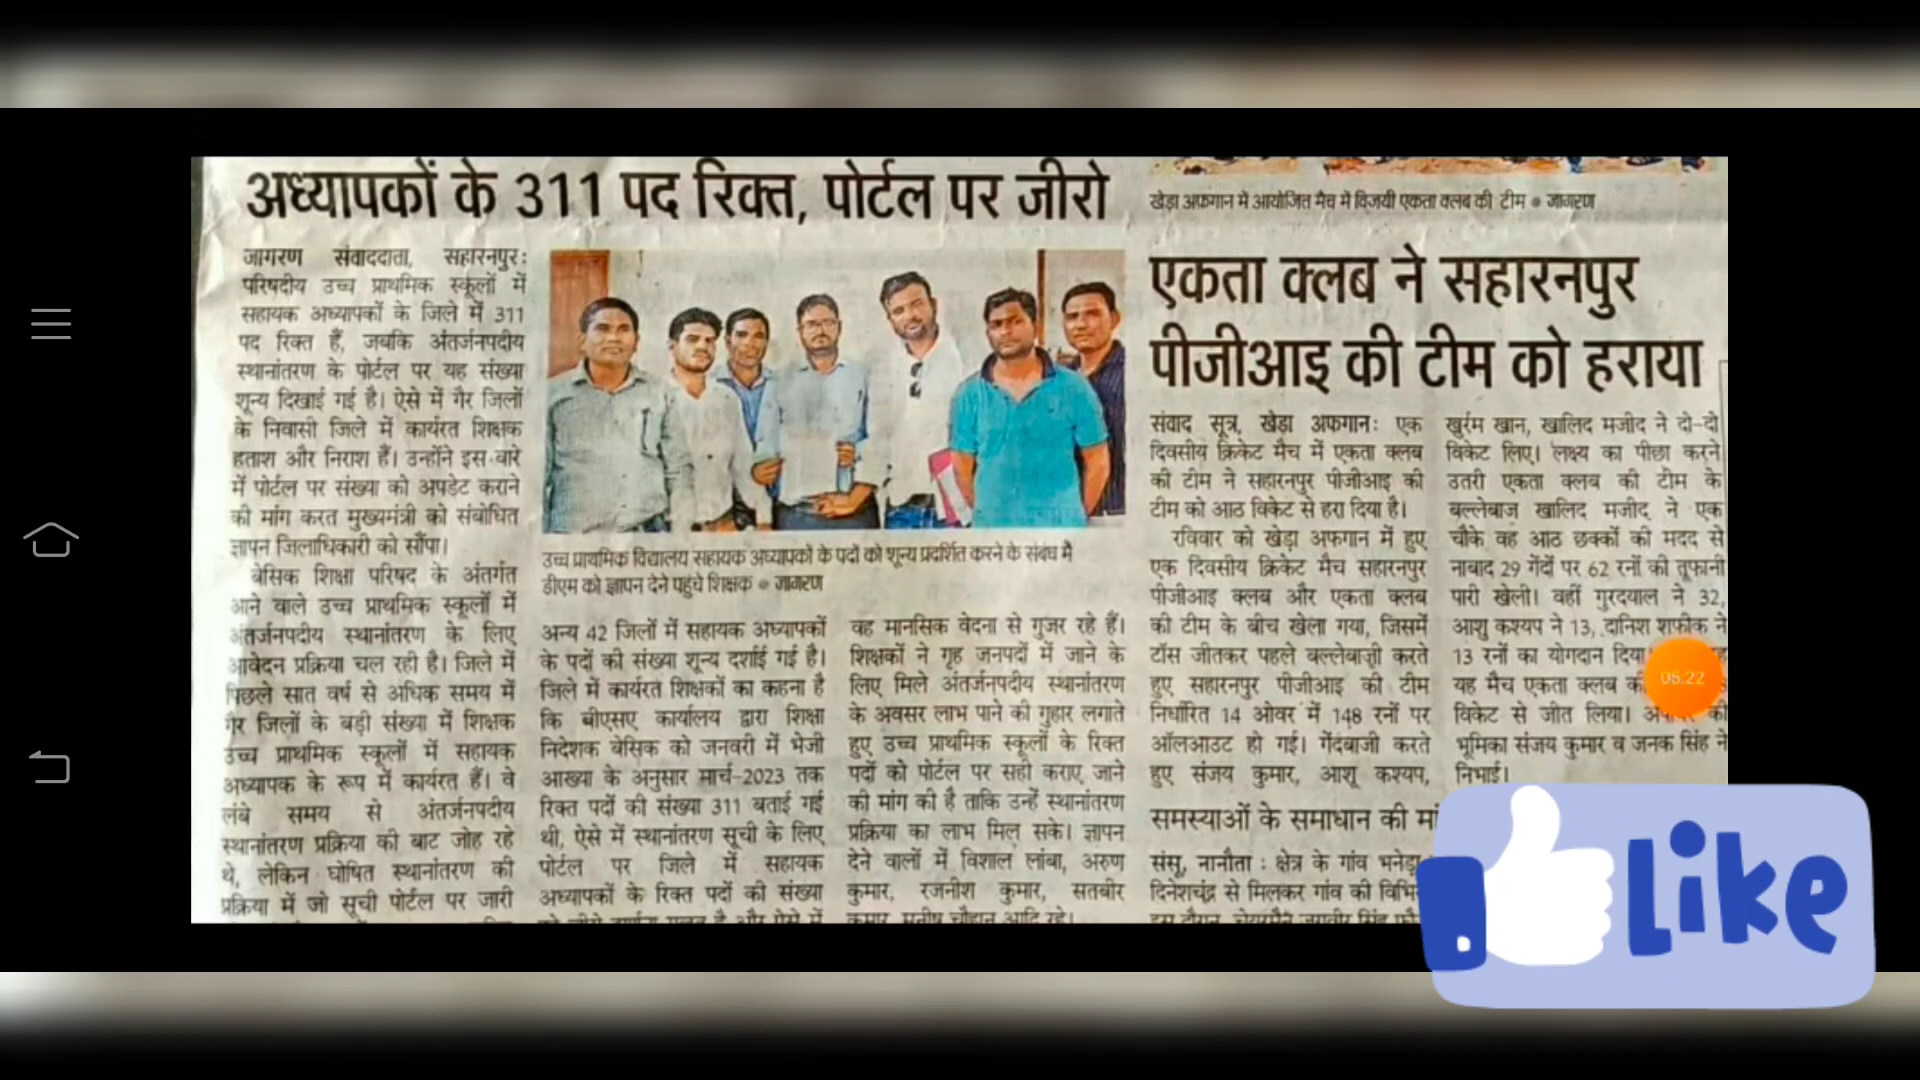 अध्यापकों के 311 पद रिक्त, पोर्टल पर जीरो
जागरण संवाददाता, सहारनपुर:
परिषदीय उच्च प्राथमिक स्कूलों में
सहायक अध्यापकों के जिले में 311
पद रिक्त हैं, जबकि अंतर्जनपदीय
स्थानांतरण के पोर्टल पर यह संख्या
शून्य दिखाई गई है। ऐसे में गैर जिलों
के निवासी जिले में कार्यरत शिक्षक
हताश और निराश हैं। उन्होंने इस बारे
में पोर्टल पर संख्या को अपडेट कराने
की मांग करत मुख्यमंत्री को संबोधित
ज्ञापन जिलाधिकारी को सौंपा।
बेसिक शिक्षा परिषद के अंतर्गत
आने वाले उच्च प्राथमिक स्कूलों में
अंतर्जनपदीय स्थानांतरण के लिए
आवेदन प्रक्रिया चल रही है। जिले में
पिछले सात वर्ष से अधिक समय में
गैर जिलों के बड़ी संख्या में शिक्षक
उच्च प्राथमिक स्कूलों में सहायक
अध्यापक के रूप में कार्यरत हैं। वे
लंबे समय से अंतर्जनपदीय
स्थानांतरण प्रक्रिया की बाट जोह रहे
थे, लेकिन घोषित स्थानांतरण की
प्रक्रिया में जो सूची पोर्टल पर जारी
उच्च प्राथमिक विद्यालय सहायक अध्यापकों के पदों को शून्य प्रदर्शित करने के संबंध में
डीएम को ज्ञापन देने पहुंचे शिक्षक ● जागरण
अन्य 42 जिलों में सहायक अध्यापकों
के पदों की संख्या शून्य दर्शाई गई है।
जिले में कार्यरत शिक्षकों का कहना है
कि बीएसए कार्यालय द्वारा शिक्षा
निदेशक बेसिक को जनवरी में भेजी
आख्या के अनुसार मार्च-2023 तक
रिक्त पदों की संख्या 311 बताई गई
थी, ऐसे में स्थानांतरण सूची के लिए
पोर्टल पर जिले में सहायक
अध्यापकों के रिक्त पदों की संख्या
वह मानसिक वेदना से गुजर रहे हैं।
शिक्षकों ने गृह जनपदों में जाने के
लिए मिले अंतर्जनपदीय स्थानांतरण
के अवसर लाभ पाने की गुहार लगाते
हुए उच्च प्राथमिक स्कूलों के रिक्त
पदों को पोर्टल पर सही कराए जाने
की मांग की है ताकि उन्हें स्थानांतरण
प्रक्रिया का लाभ मिल सके। ज्ञापन
देने वालों में विशाल लांबा, अरुण
कुमार, रजनीश कुमार, सतबीर
कुमार, मनीष चौहान आदि रहे।
खेड़ा अफगान में आयोजित मैच में विजयी एकता क्लब की टीम ● जागरण
एकता क्लब ने सहारनपुर
पीजीआइ की टीम को हराया
संवाद सूत्र, खेड़ा अफगान: एक
दिवसीय क्रिकेट मैच में एकता क्लब
की टीम ने सहारनपुर पीजीआइ की
टीम को आठ विकेट से हरा दिया है।
रविवार को खेड़ा अफगान में हुए
एक दिवसीय क्रिकेट मैच सहारनपुर
पीजीआइ क्लब और एकता क्लब
की टीम के बीच खेला गया, जिसमें
टॉस जीतकर पहले बल्लेबाजी करते
हुए सहारनपुर पीजीआइ की टीम
निर्धारित 14 ओवर में 148 रनों पर
ऑलआउट हो गई। गेंदबाजी करते
हुए संजय कुमार, आशू कश्यप,
खुर्रम खान, खालिद मजीद ने दो-दो
विकेट लिए। लक्ष्य का पीछा करने
उतरी एकता क्लब की टीम के
बल्लेबाज खालिद मजीद ने एक
चौके वह आठ छक्कों की मदद से
नाबाद 29 गेंदों पर 62 रनों की तूफानी
पारी खेली। वहीं गुरदयाल ने 32,
आशु कश्यप ने 13, दानिश शफीक ने
13 रनों का योगदान दिया
यह मैच एकता क्लब
विकेट से जीत लिया। की
भूमिका संजय कुमार व जनक सिंह ने
निभाई।
समस्याओं के समाधान की
संसू, नानौता : क्षेत्र के गांव भनेड़ा
दिनेशचंद्र से मिलकर गांव की
05:22
Like